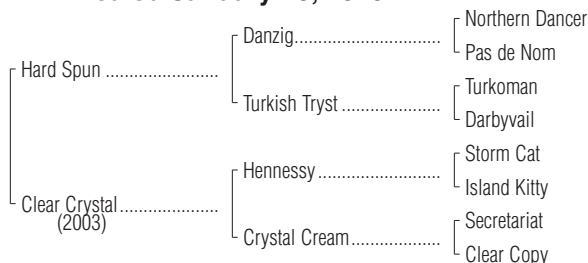 Northern Dancer
Danzig
Pas de Nom
Hard Spun
Turkoman
Turkish Tryst
Darbyvail
Storm Cat
Hennessy
Island Kitty
Clear Crystal
(2003)
Secretariat
Crystal Cream
Clear Copy